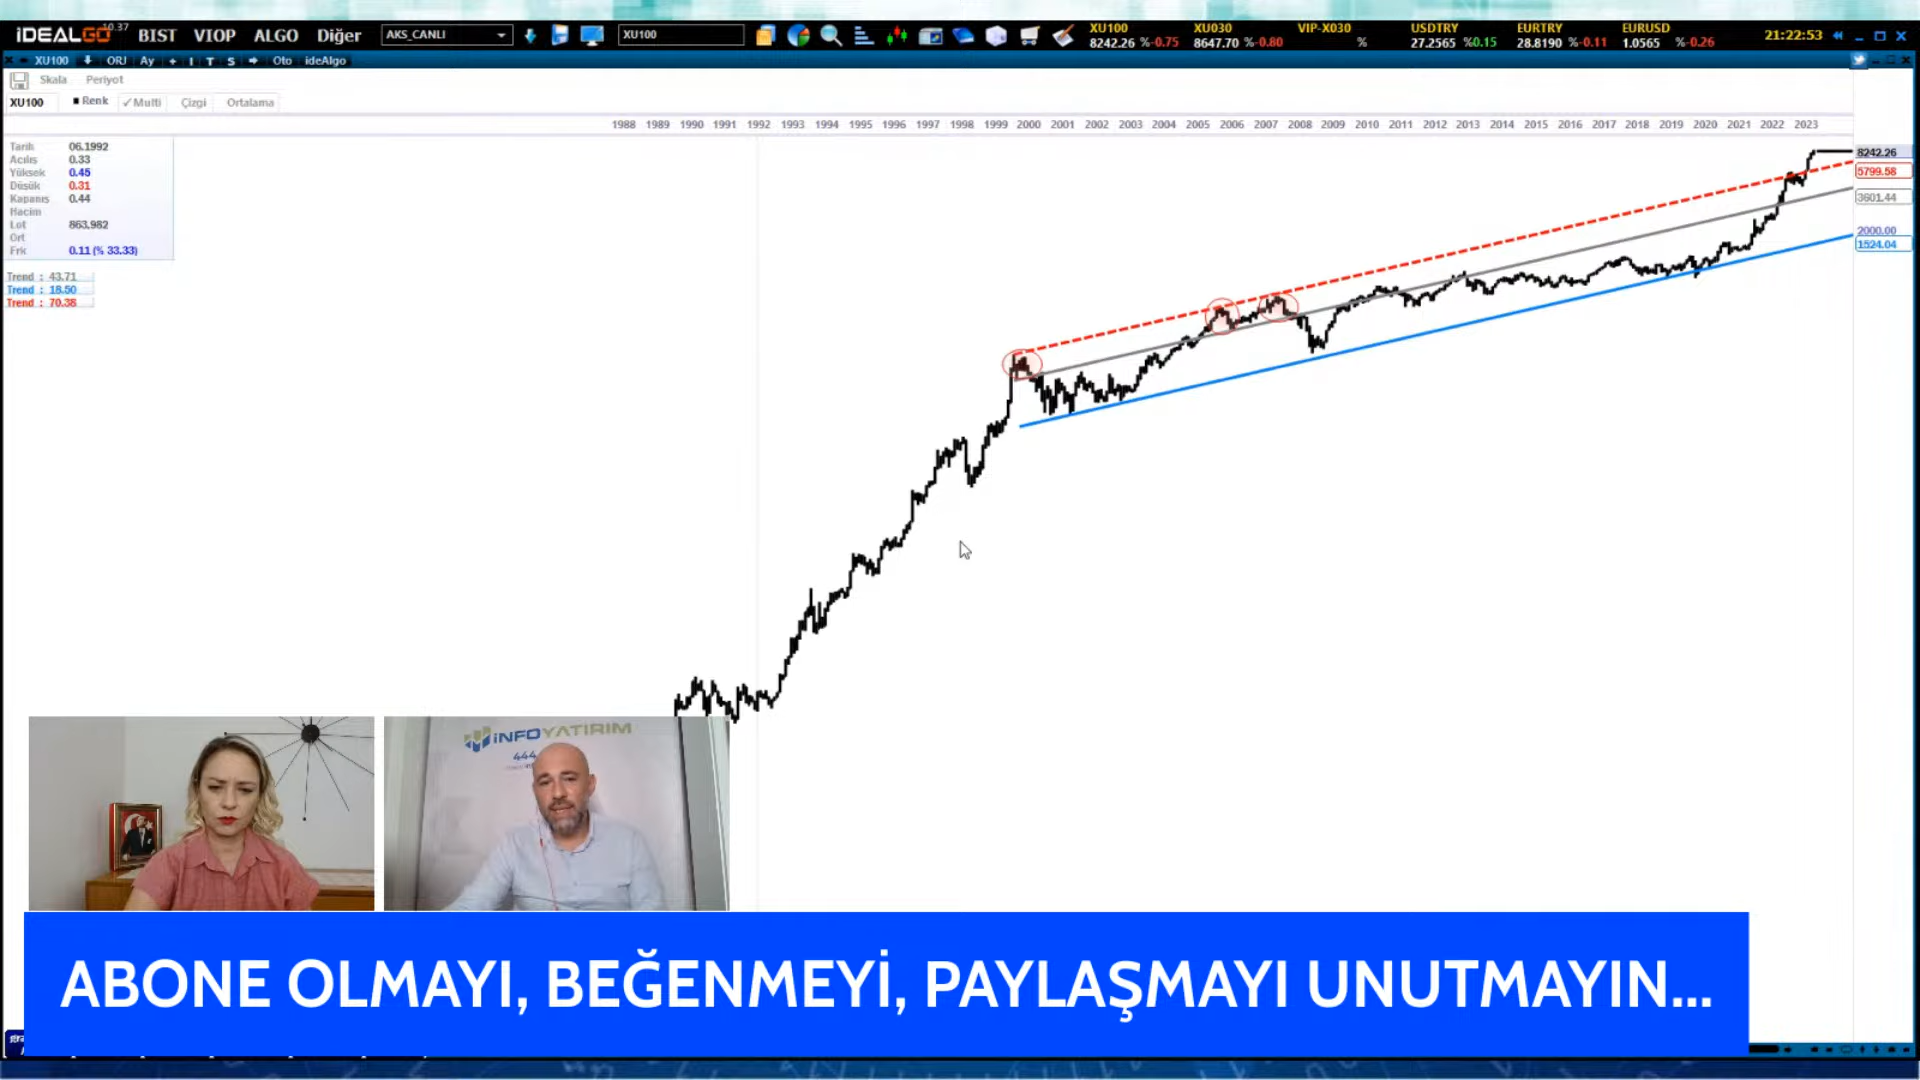 iDEALGO 10.37 BIST VIOP ALGO Diğer AKS_CANLI XU100
XU100 XU030 VIP-X030 USDTRY EURTRY EURUSD
8242.26 %-0.75 8647.70 %-0.80 % 27.2565 %0.15 28.8190 %-0.11 1.0565 %-0.26
21:22:53
XU100 ORJ Ay + I T S Oto ideAlgo
Skala Periyot
XU100 Renk ✓Multi Çizgi Ortalama
1988 1989 1990 1991 1992 1993 1994 1995 1996 1997 1998 1999 2000 2001 2002 2003 2004 2005 2006 2007 2008 2009 2010 2011 2012 2013 2014 2015 2016 2017 2018 2019 2020 2021 2022 2023
Tarih 06.1992
Açılış 0.33
Yüksek 0.45
Düşük 0.31
Kapanış 0.44
Hacim
Lot 863,982
Ort
Frk 0.11 (% 33.33)
Trend : 43.71
Trend : 18.50
Trend : 70.38
8242.26
5799.58
3601.44
2000.00
1524.04
İNFOYATIRIM
444
ABONE OLMAYI, BEĞENMEYİ, PAYLAŞMAYI UNUTMAYIN...